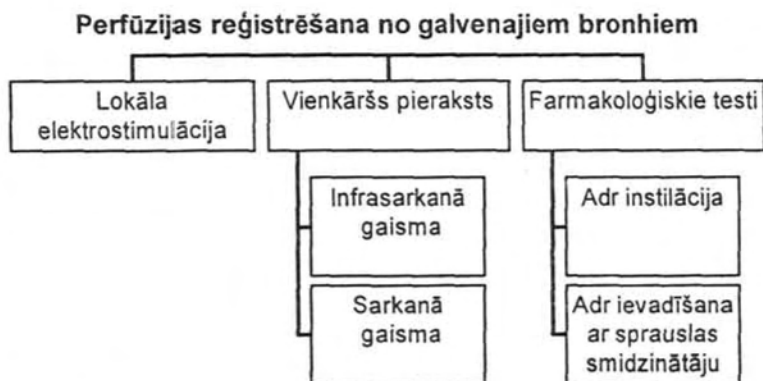 Perfūzijas reģistrēšana no galvenajiem bronhiem
Lokāla
elektrostimulācija
Vienkāršs pieraksts
Farmakoloģiskie testi
Infrasarkanā
gaisma
Sarkanā
gaisma
Adr instilācija
Adr ievadīšana
ar sprauslas
smidzinātāju